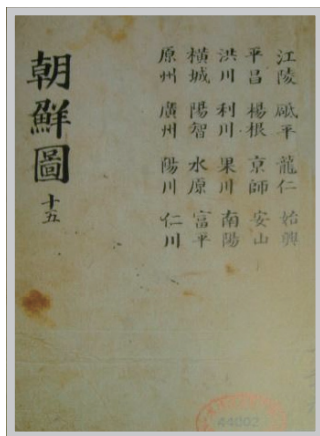 江陵 砥平 龍仁 始興
平昌 楊根 京師 安山
洪川 利川 果川 南陽
橫城 陽智 水原 富平
原州 廣州 陽川 仁川
朝鮮圖 十五
44002